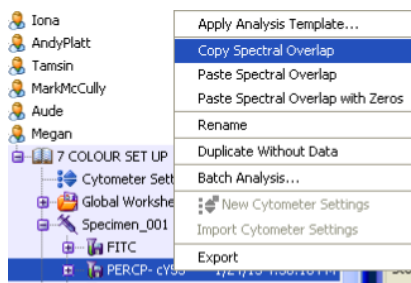 Iona
AndyPlatt
Tamsin
MarkMcCully
Aude
Megan
7 COLOUR SET UP
Cytometer Sett
Global Workshe
Specimen_001
FITC
PERCP- cY55
Apply Analysis Template...
Copy Spectral Overlap
Paste Spectral Overlap
Paste Spectral Overlap with Zeros
Rename
Duplicate Without Data
Batch Analysis...
New Cytometer Settings
Import Cytometer Settings
Export